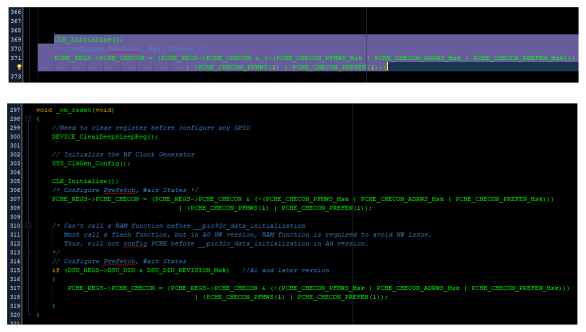 366
367
368
369 CLK_Initialize();
370 /* Configure Prefetch, Wait States */
371 PCHE_REGS->PCHE_CHECON = (PCHE_REGS->PCHE_CHECON & (~(PCHE_CHECON_PFMWS_Msk | PCHE_CHECON_ADRWS_Msk | PCHE_CHECON_PREFEN_Msk)))
| (PCHE_CHECON_PFMWS(1) | PCHE_CHECON_PREFEN(1));
373
297 void _on_reset(void)
298 {
299 //Need to clear register before configure any GPIO
300 DEVICE_ClearDeepSleepReg();
301
302 // Initialize the RF Clock Generator
303 SYS_ClkGen_Config();
304
305 CLK_Initialize();
306 /* Configure Prefetch, Wait States */
307 PCHE_REGS->PCHE_CHECON = (PCHE_REGS->PCHE_CHECON & (~(PCHE_CHECON_PFMWS_Msk | PCHE_CHECON_ADRWS_Msk | PCHE_CHECON_PREFEN_Msk)))
308 | (PCHE_CHECON_PFMWS(1) | PCHE_CHECON_PREFEN(1));
309
310 /* Can't call a RAM function before __pic32c_data_initialization
311 Must call a flash function, but in A0 HW version, RAM function is required to avoid HW issue.
312 Thus, will not config PCHE before __pic32c_data_initialization in A0 version.
313 */
314 // Configure Prefetch, Wait States
315 if (DSU_REGS->DSU_DID & DSU_DID_REVISION_Msk) //A1 and later version
316 {
317 PCHE_REGS->PCHE_CHECON = (PCHE_REGS->PCHE_CHECON & (~(PCHE_CHECON_PFMWS_Msk | PCHE_CHECON_ADRWS_Msk | PCHE_CHECON_PREFEN_Msk)))
318 | (PCHE_CHECON_PFMWS(1) | PCHE_CHECON_PREFEN(1));
319 }
320 }
321